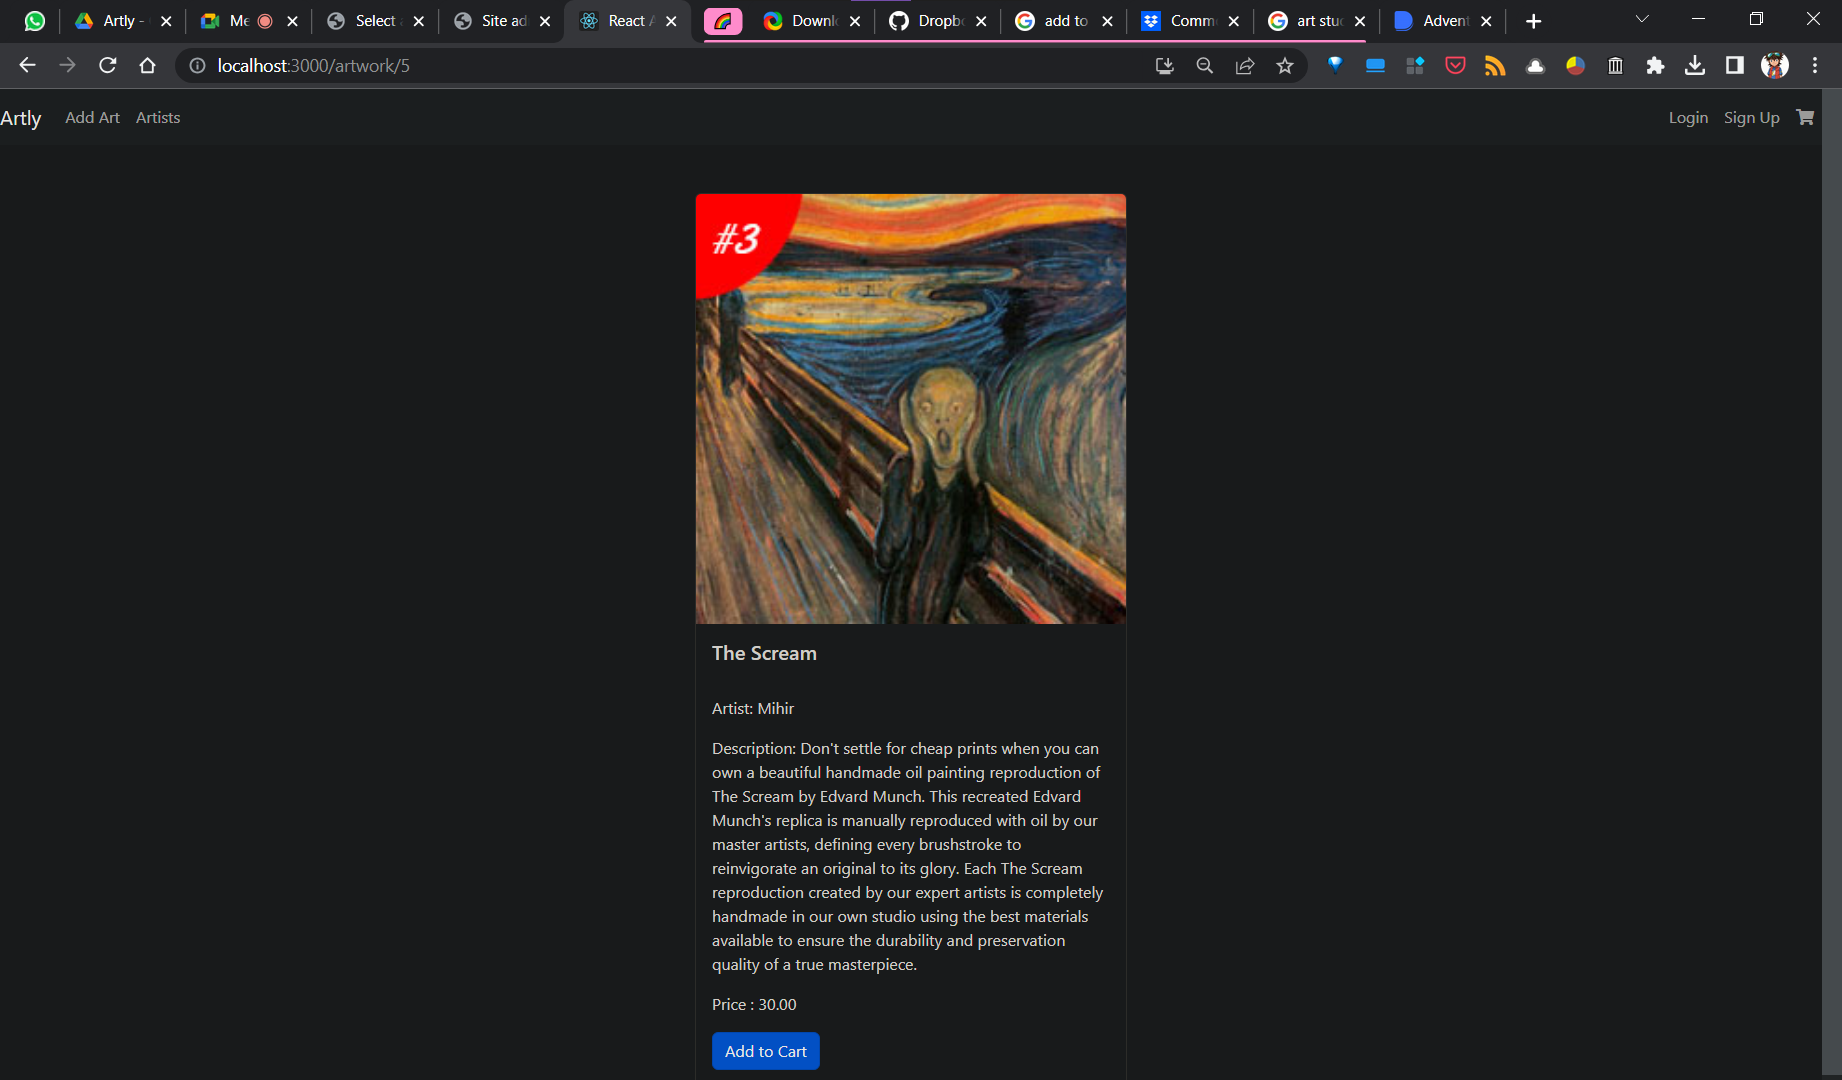 Artly -
Me
Select
Site ad
React A
Downl
Dropb
add to
Comm
art stu
Advent
localhost:3000/artwork/5
Artly Add Art Artists Login Sign Up
#3
The Scream
Artist: Mihir
Description: Don't settle for cheap prints when you can
own a beautiful handmade oil painting reproduction of
The Scream by Edvard Munch. This recreated Edvard
Munch's replica is manually reproduced with oil by our
master artists, defining every brushstroke to
reinvigorate an original to its glory. Each The Scream
reproduction created by our expert artists is completely
handmade in our own studio using the best materials
available to ensure the durability and preservation
quality of a true masterpiece.
Price : 30.00
Add to Cart